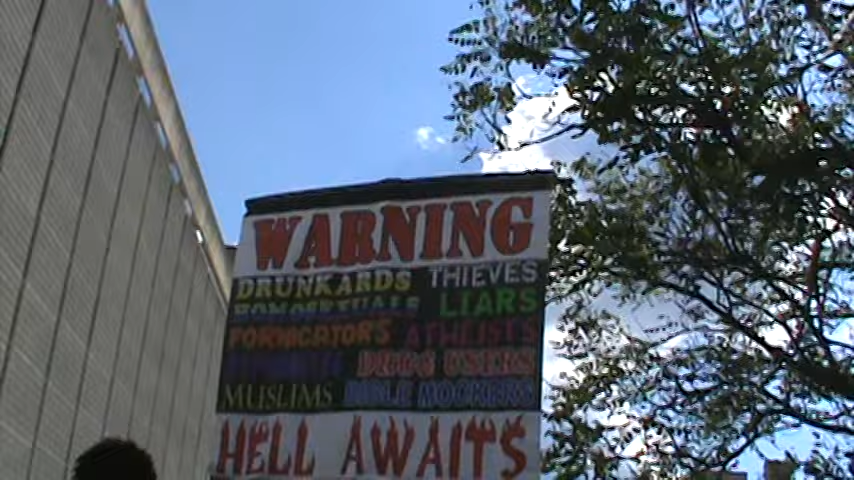 WARNING
DRUNKARDS THIEVES
HOMOSEXUALS LIARS
FORNICATORS ATHEISTS
DRUG USERS
MUSLIMS BIBLE MOCKERS
HELL AWAITS